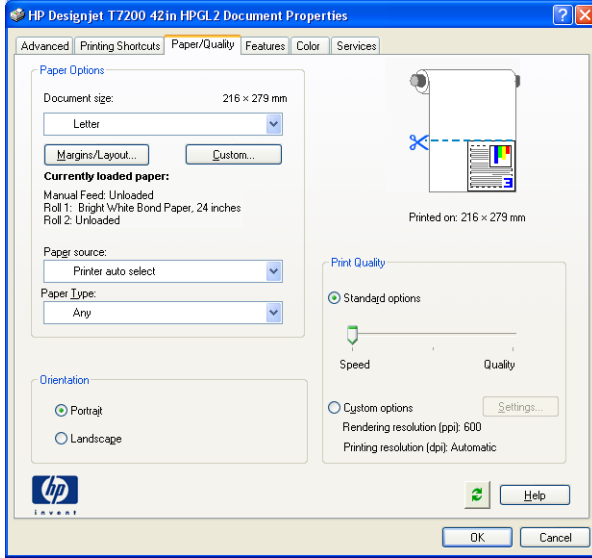 HP Designjet T7200 42in HPGL2 Document Properties
Advanced Printing Shortcuts Paper/Quality Features Color Services
Paper Options
Document size: 216 × 279 mm
Letter
Margins/Layout... Custom...
Currently loaded paper:
Manual Feed: Unloaded
Roll 1: Bright White Bond Paper, 24 inches
Roll 2: Unloaded
Paper source:
Printer auto select
Paper Type:
Any
3
Printed on: 216 × 279 mm
Print Quality
Standard options
Speed Quality
Custom options Settings...
Rendering resolution (ppi): 600
Printing resolution (dpi): Automatic
Orientation
Portrait
Landscape
hp
invent
Help
OK Cancel